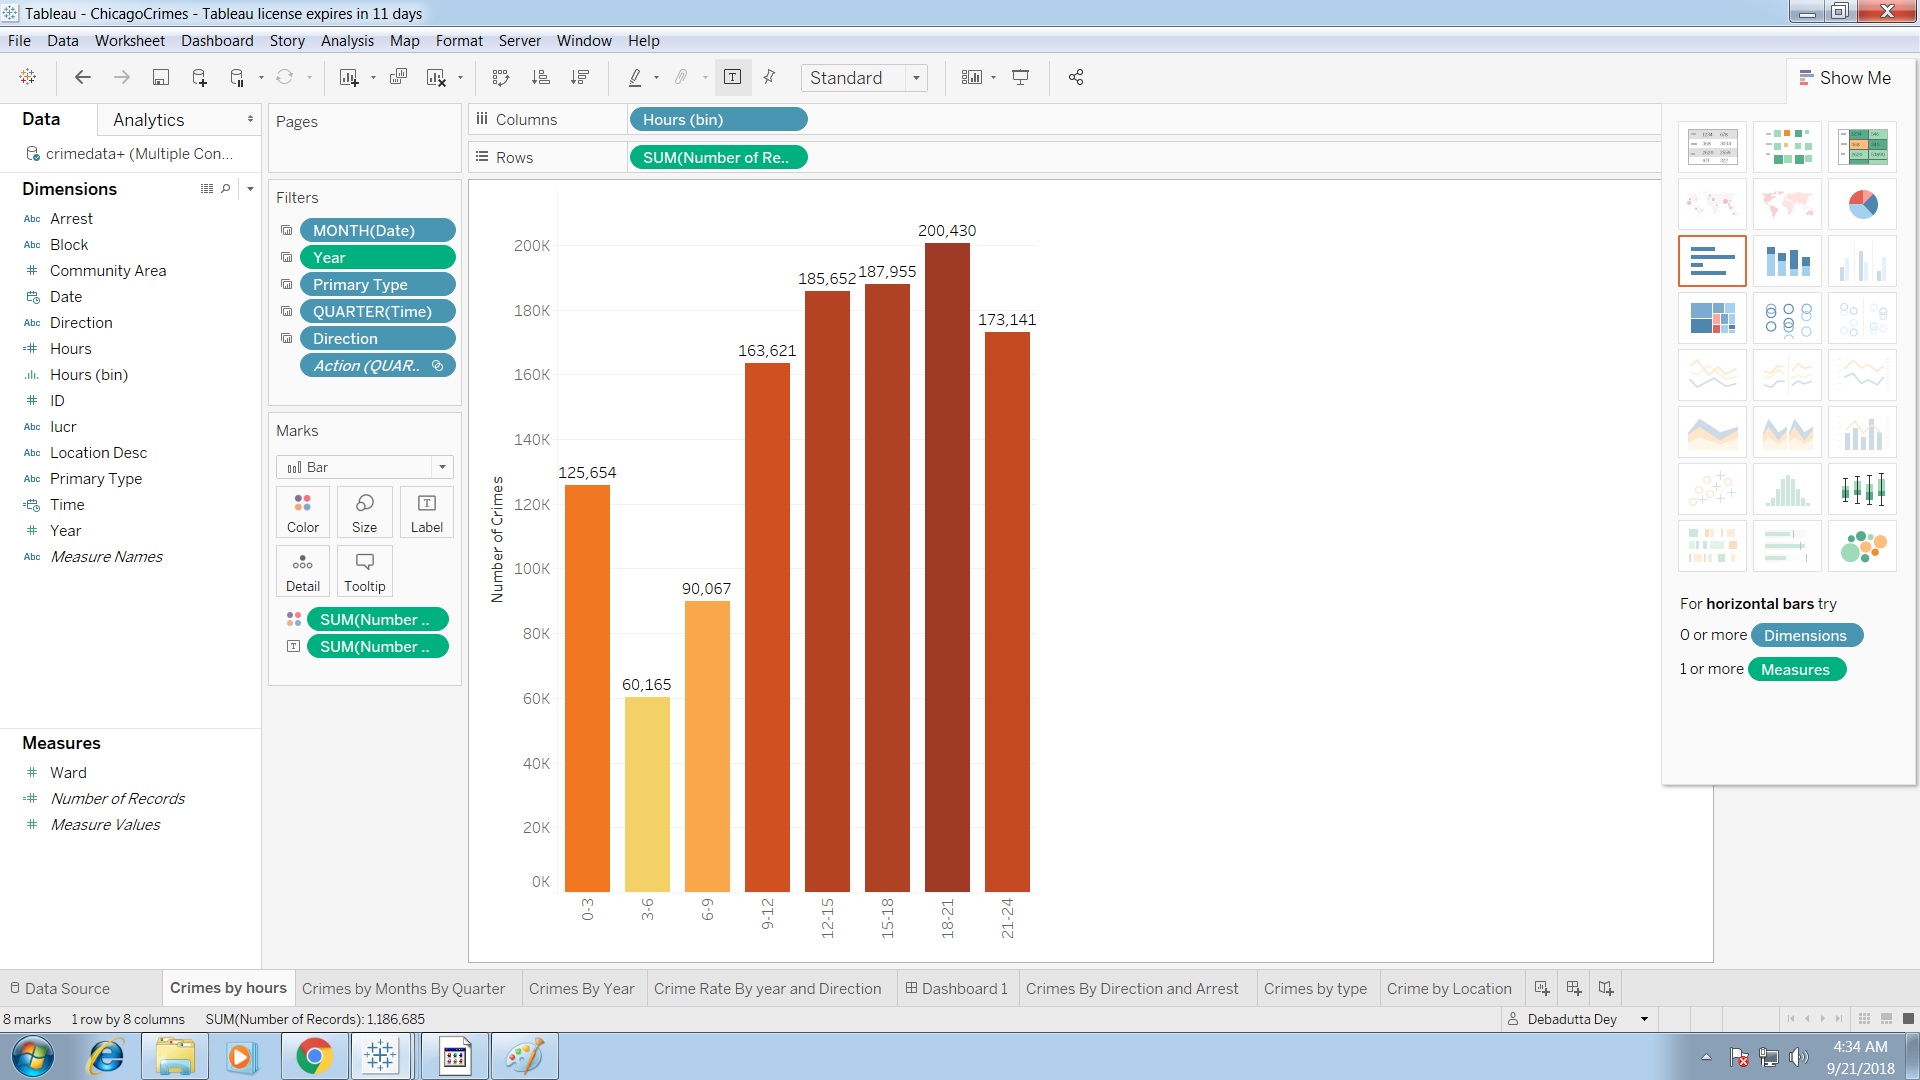 Tableau - ChicagoCrimes - Tableau license expires in 11 days
File Data Worksheet Dashboard Story Analysis Map Format Server Window Help
Standard
Show Me
Data Analytics
crimedata+ (Multiple Con...
Dimensions
Abc Arrest
Abc Block
# Community Area
Date
Abc Direction
=# Hours
Hours (bin)
# ID
Abc Iucr
Abc Location Desc
Abc Primary Type
Time
# Year
Abc Measure Names
Measures
# Ward
=# Number of Records
# Measure Values
Pages
Filters
MONTH(Date)
Year
Primary Type
QUARTER(Time)
Direction
Action (QUAR..
Marks
Bar
Color Size Label
Detail Tooltip
SUM(Number ..
SUM(Number ..
Columns Hours (bin)
Rows SUM(Number of Re..
Number of Crimes
200K
180K
160K
140K
120K
100K
80K
60K
40K
20K
0K
125,654
60,165
90,067
163,621
185,652
187,955
200,430
173,141
0-3
3-6
6-9
9-12
12-15
15-18
18-21
21-24
For horizontal bars try
0 or more Dimensions
1 or more Measures
Data Source Crimes by hours Crimes by Months By Quarter Crimes By Year Crime Rate By year and Direction Dashboard 1 Crimes By Direction and Arrest Crimes by type Crime by Location
8 marks 1 row by 8 columns SUM(Number of Records): 1,186,685 Debadutta Dey
4:34 AM
9/21/2018